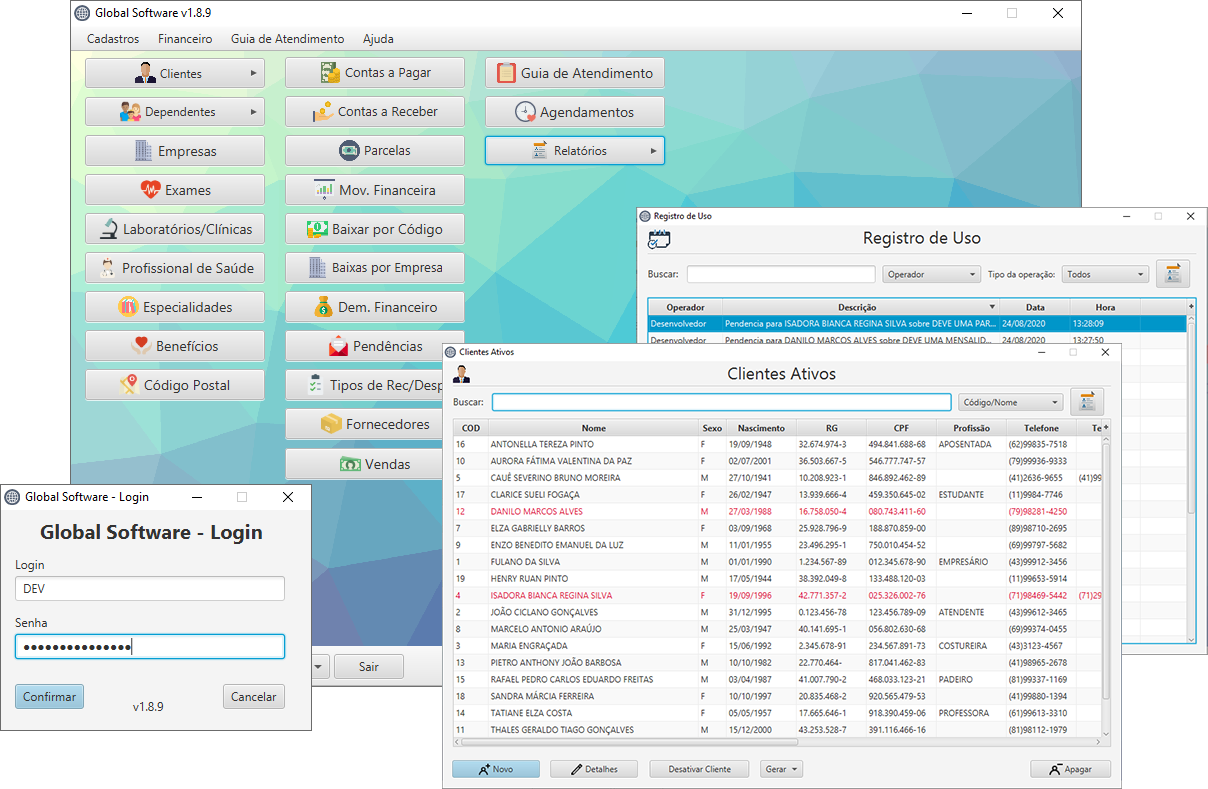 Global Software v1.8.9
Cadastros Financeiro Guia de Atendimento Ajuda
Clientes Contas a Pagar Guia de Atendimento
Dependentes Contas a Receber Agendamentos
Empresas Parcelas Relatórios
Exames Mov. Financeira
Laboratórios/Clínicas Baixar por Código
Profissional de Saúde Baixas por Empresa
Especialidades Dem. Financeiro
Benefícios Pendências
Código Postal Tipos de Rec/Desp
Fornecedores
Vendas
Sair
Registro de Uso
Registro de Uso
Buscar: Operador Tipo da operação: Todos
Operador Descrição Data Hora
Desenvolvedor Pendencia para ISADORA BIANCA REGINA SILVA sobre DEVE UMA PAR... 24/08/2020 13:28:09
Desenvolvedor Pendencia para DANILO MARCOS ALVES sobre DEVE UMA MENSALID... 24/08/2020 13:27:50
Clientes Ativos
Clientes Ativos
Buscar: Código/Nome
COD Nome Sexo Nascimento RG CPF Profissão Telefone Te
16 ANTONELLA TEREZA PINTO F 19/09/1948 32.674.974-3 494.841.688-68 APOSENTADA (62)99835-7518
10 AURORA FÁTIMA VALENTINA DA PAZ F 02/07/2001 36.503.667-5 546.777.747-57 (79)99936-9333
5 CAUÊ SEVERINO BRUNO MOREIRA M 27/10/1941 10.208.923-1 846.892.462-89 (41)2636-9655 (41)99
17 CLARICE SUELI FOGAÇA F 26/02/1947 13.939.666-4 459.350.645-02 ESTUDANTE (11)9984-7746
12 DANILO MARCOS ALVES M 27/03/1988 16.758.050-4 080.743.411-60 (79)98281-4250
7 ELZA GABRIELLY BARROS F 03/09/1968 25.928.796-9 188.870.859-00 (89)98710-2695
9 ENZO BENEDITO EMANUEL DA LUZ M 11/01/1955 23.496.295-1 750.010.454-52 (69)99797-5682
1 FULANO DA SILVA M 01/01/1990 1.234.567-89 012.345.678-90 EMPRESÁRIO (43)99912-3456
19 HENRY RUAN PINTO M 17/05/1944 38.392.049-8 133.488.120-03 (11)99653-5914
4 ISADORA BIANCA REGINA SILVA F 19/09/1996 42.771.357-2 025.326.002-76 (71)98469-5442 (71)29
2 JOÃO CICLANO GONÇALVES M 31/12/1995 0.123.456-78 123.456.789-09 ATENDENTE (43)99612-3465
8 MARCELO ANTONIO ARAÚJO M 25/03/1947 40.141.695-1 056.802.630-68 (69)99374-0455
3 MARIA ENGRAÇADA F 15/06/1992 2.345.678-91 234.567.891-73 COSTUREIRA (43)3123-4567
13 PIETRO ANTHONY JOÃO BARBOSA M 10/10/1982 22.770.464- 817.041.462-83 (41)98965-2678
15 RAFAEL PEDRO CARLOS EDUARDO FREITAS M 03/04/1987 41.007.790-2 468.033.123-21 PADEIRO (81)99337-1169
18 SANDRA MÁRCIA FERREIRA F 10/10/1997 20.835.468-2 920.565.479-53 (41)99880-1394
14 TATIANE ELZA COSTA F 05/05/1957 17.665.646-1 918.390.459-06 PROFESSORA (61)99613-3310
11 THALES GERALDO TIAGO GONÇALVES M 15/12/2000 43.253.528-7 391.116.466-16 (81)98112-1979
Novo Detalhes Desativar Cliente Gerar Apagar
Global Software - Login
Global Software - Login
Login
DEV
Senha
●●●●●●●●●●●●●●●
Confirmar v1.8.9 Cancelar